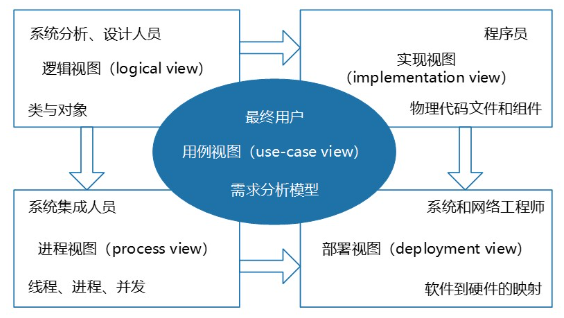 系统分析、设计人员
逻辑视图（logical view）
类与对象
程序员
实现视图
（implementation view）
物理代码文件和组件
最终用户
用例视图（use-case view）
需求分析模型
系统集成人员
进程视图（process view）
线程、进程、并发
系统和网络工程师
部署视图（deployment view）
软件到硬件的映射